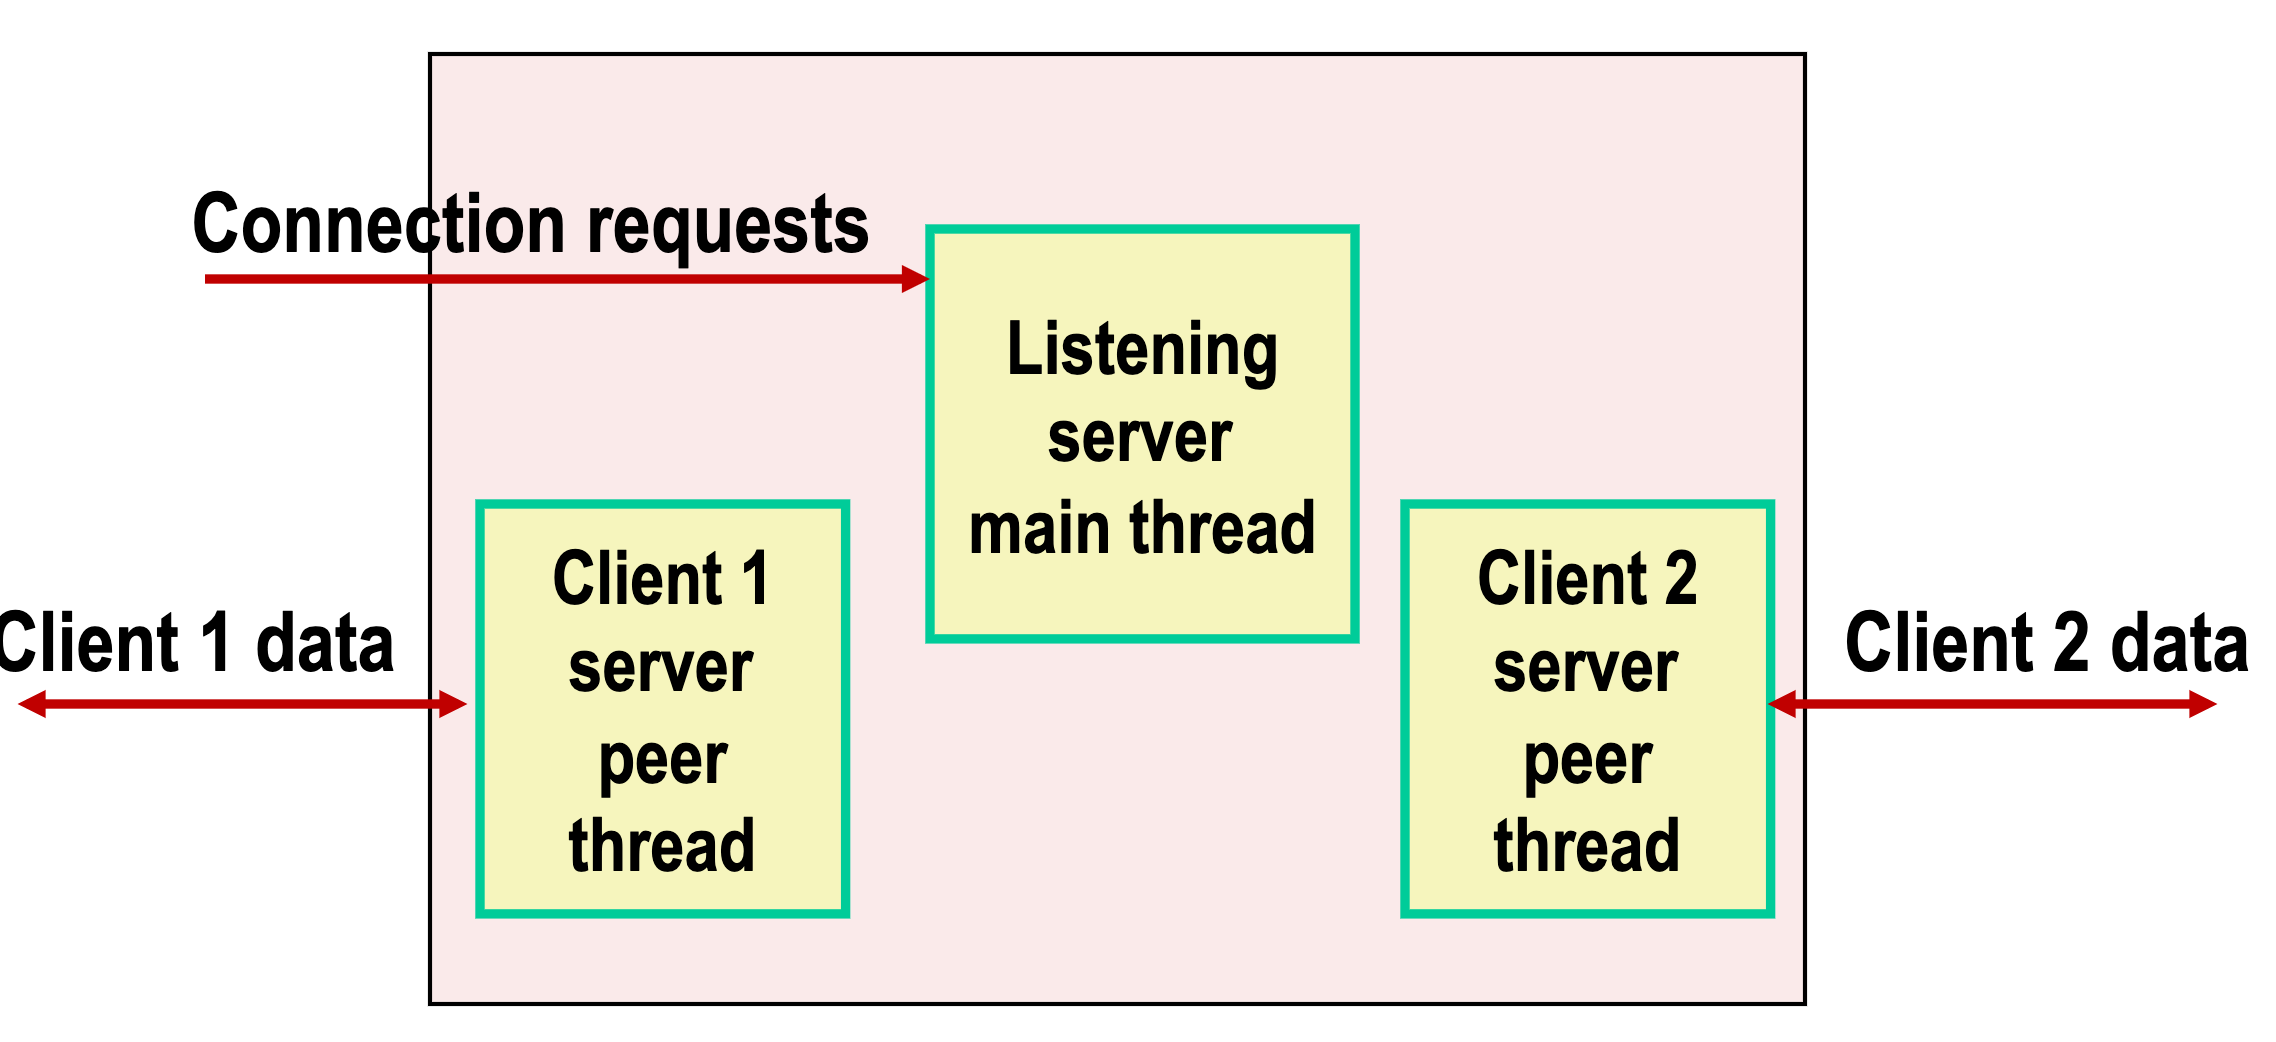 Connection requests
Listening
server
main thread
Client 1
server
peer
thread
Client 2
server
peer
thread
Client 1 data
Client 2 data